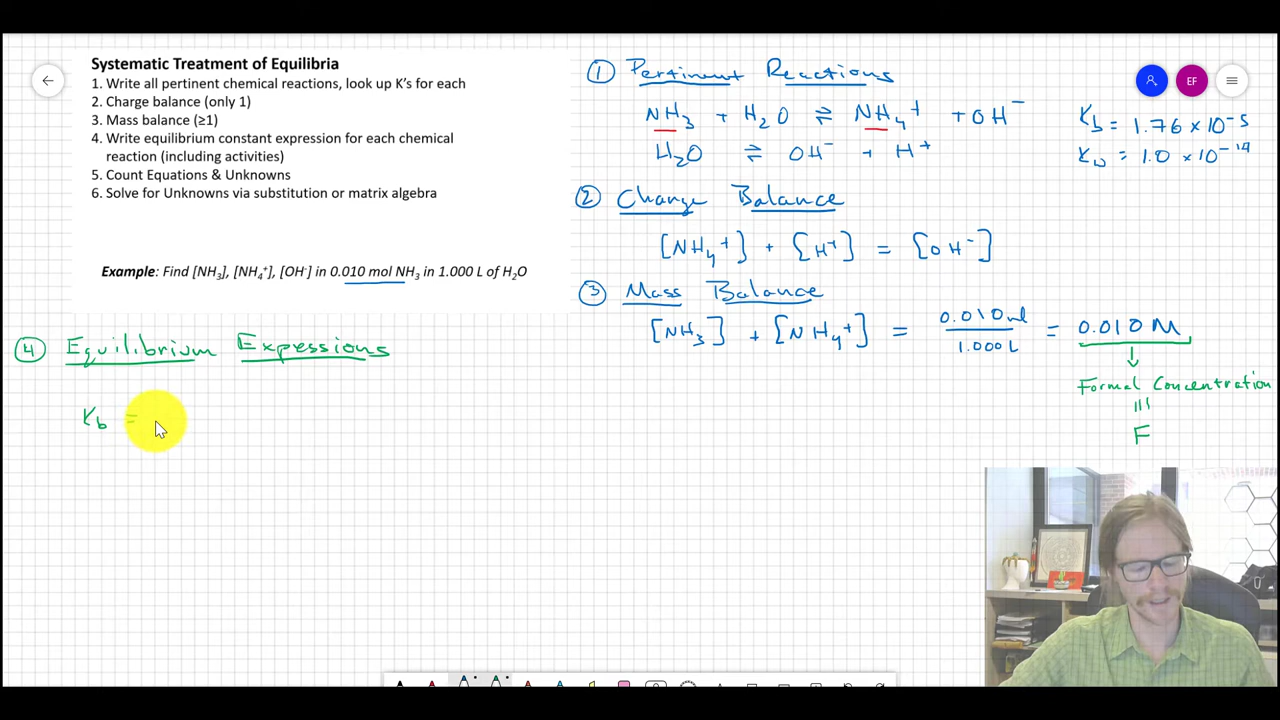 Systematic Treatment of Equilibria
1. Write all pertinent chemical reactions, look up K's for each
2. Charge balance (only 1)
3. Mass balance (≥1)
4. Write equilibrium constant expression for each chemical
reaction (including activities)
5. Count Equations & Unknowns
6. Solve for Unknowns via substitution or matrix algebra
Example: Find [NH₃], [NH₄⁺], [OH⁻] in 0.010 mol NH₃ in 1.000 L of H₂O
④ Equilibrium Expressions
K_b =
① Pertinent Reactions
NH₃ + H₂O ⇌ NH₄⁺ + OH⁻ K_b = 1.76 × 10⁻⁵
H₂O ⇌ OH⁻ + H⁺ K_w = 1.0 × 10⁻¹⁴
② Charge Balance
[NH₄⁺] + [H⁺] = [OH⁻]
③ Mass Balance
[NH₃] + [NH₄⁺] = 0.010 mol / 1.000 L = 0.010 M
↓
Formal Concentration
≡
F
EF